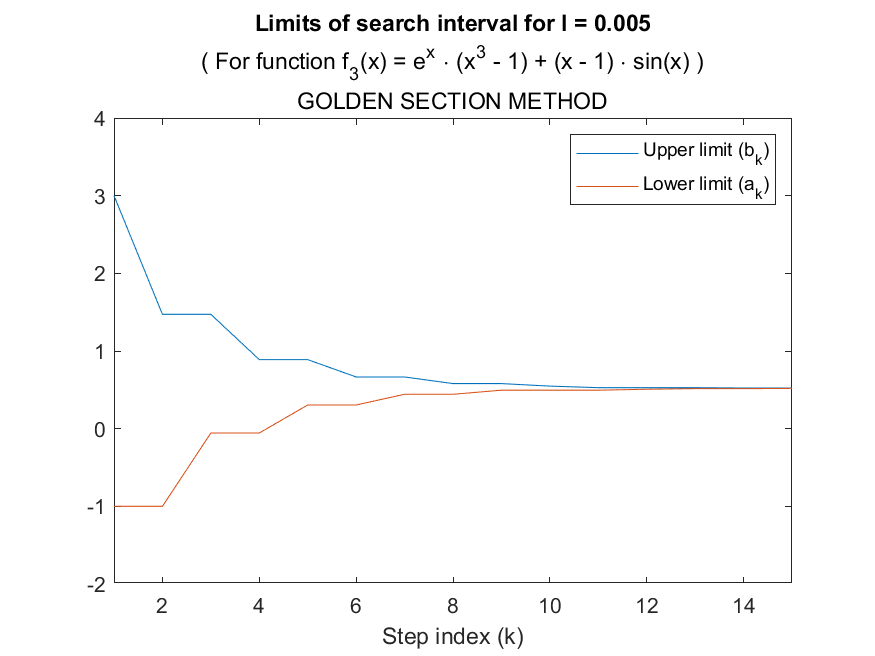 Limits of search interval for l = 0.005
( For function f₃(x) = eˣ · (x³ - 1) + (x - 1) · sin(x) )
GOLDEN SECTION METHOD
4
3
2
1
0
-1
-2
Upper limit (bₖ)
Lower limit (aₖ)
2 4 6 8 10 12 14
Step index (k)